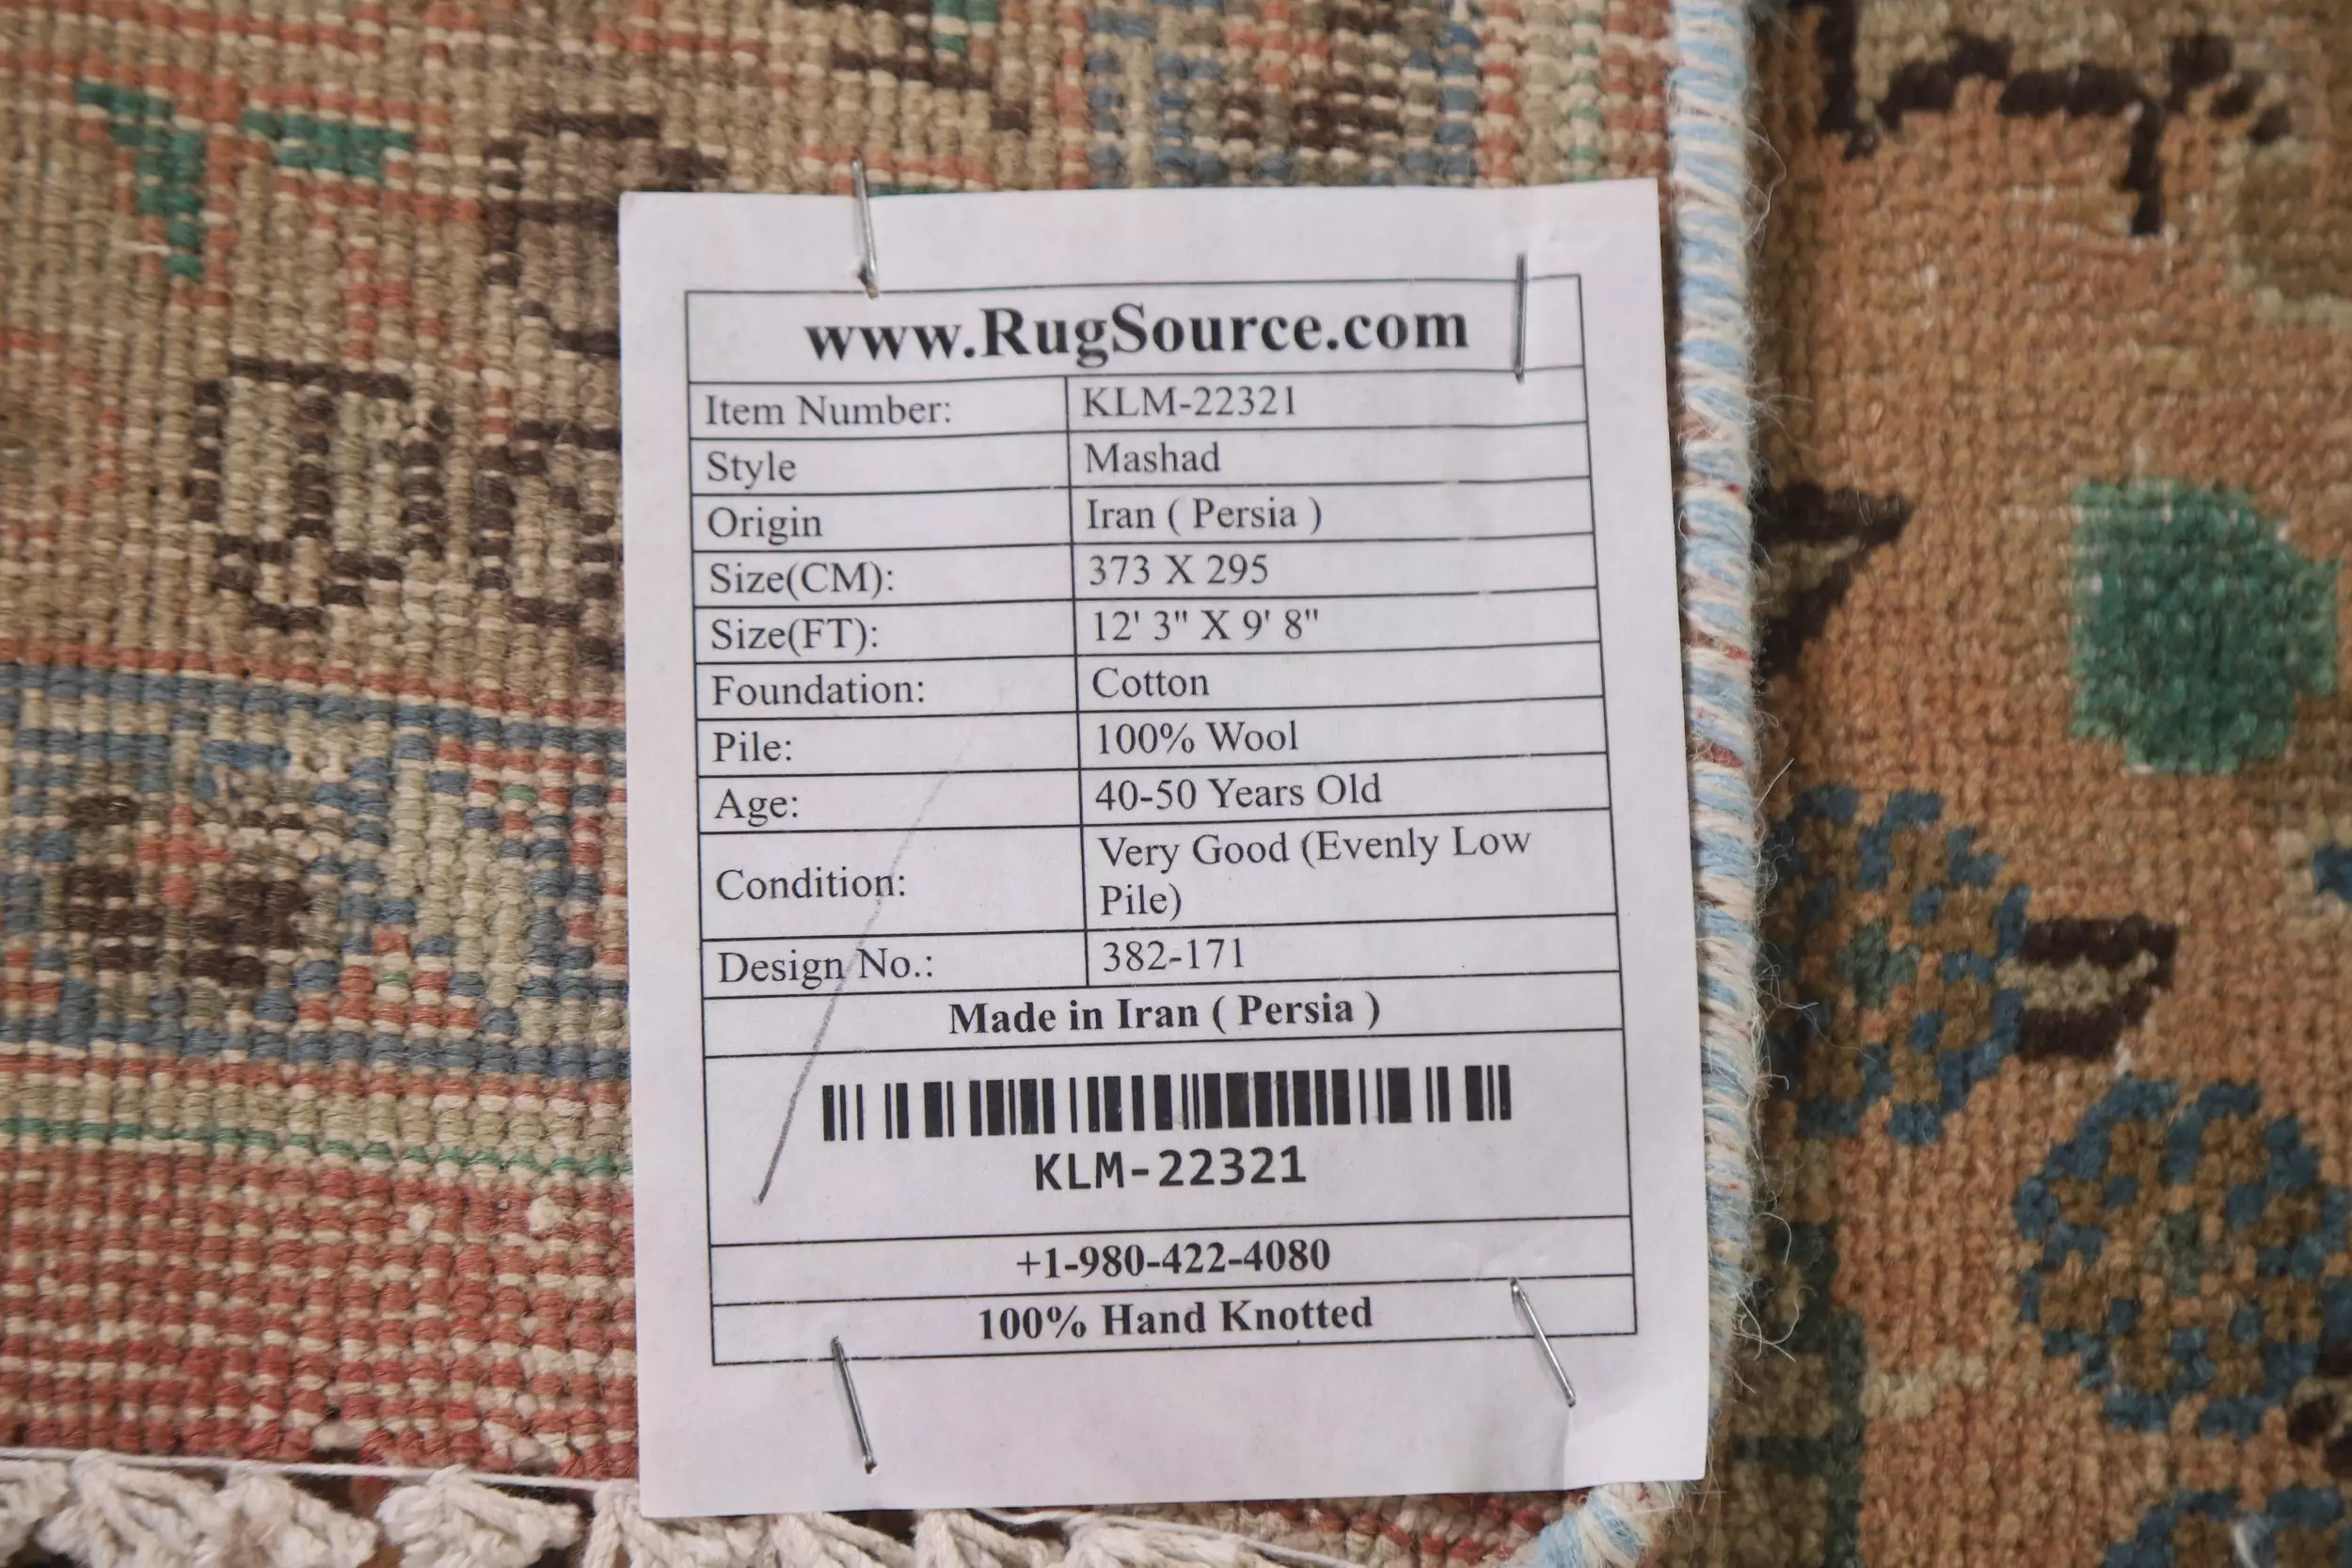 www.RugSource.com
Item Number: KLM-22321
Style Mashad
Origin Iran ( Persia )
Size(CM): 373 X 295
Size(FT): 12' 3" X 9' 8"
Foundation: Cotton
Pile: 100% Wool
Age: 40-50 Years Old
Condition: Very Good (Evenly Low
Pile)
Design No.: 382-171
Made in Iran ( Persia )
KLM-22321
+1-980-422-4080
100% Hand Knotted